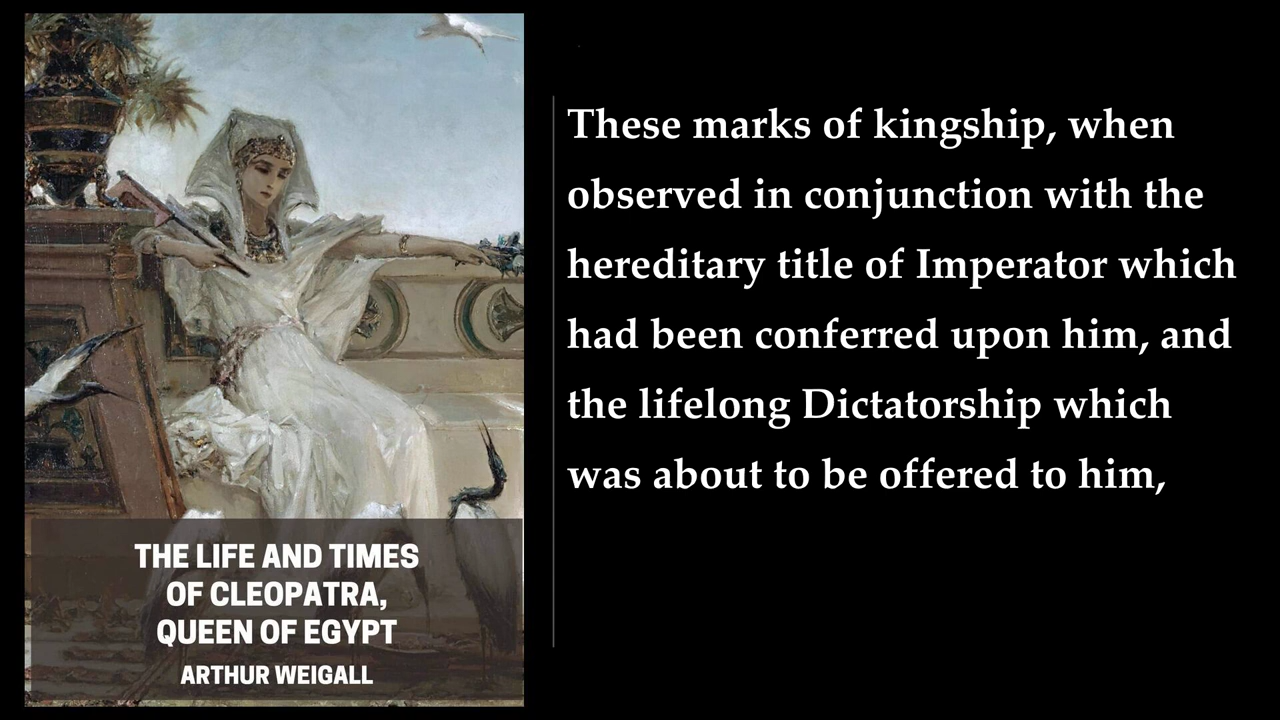 THE LIFE AND TIMES
OF CLEOPATRA,
QUEEN OF EGYPT
ARTHUR WEIGALL
These marks of kingship, when
observed in conjunction with the
hereditary title of Imperator which
had been conferred upon him, and
the lifelong Dictatorship which
was about to be offered to him,